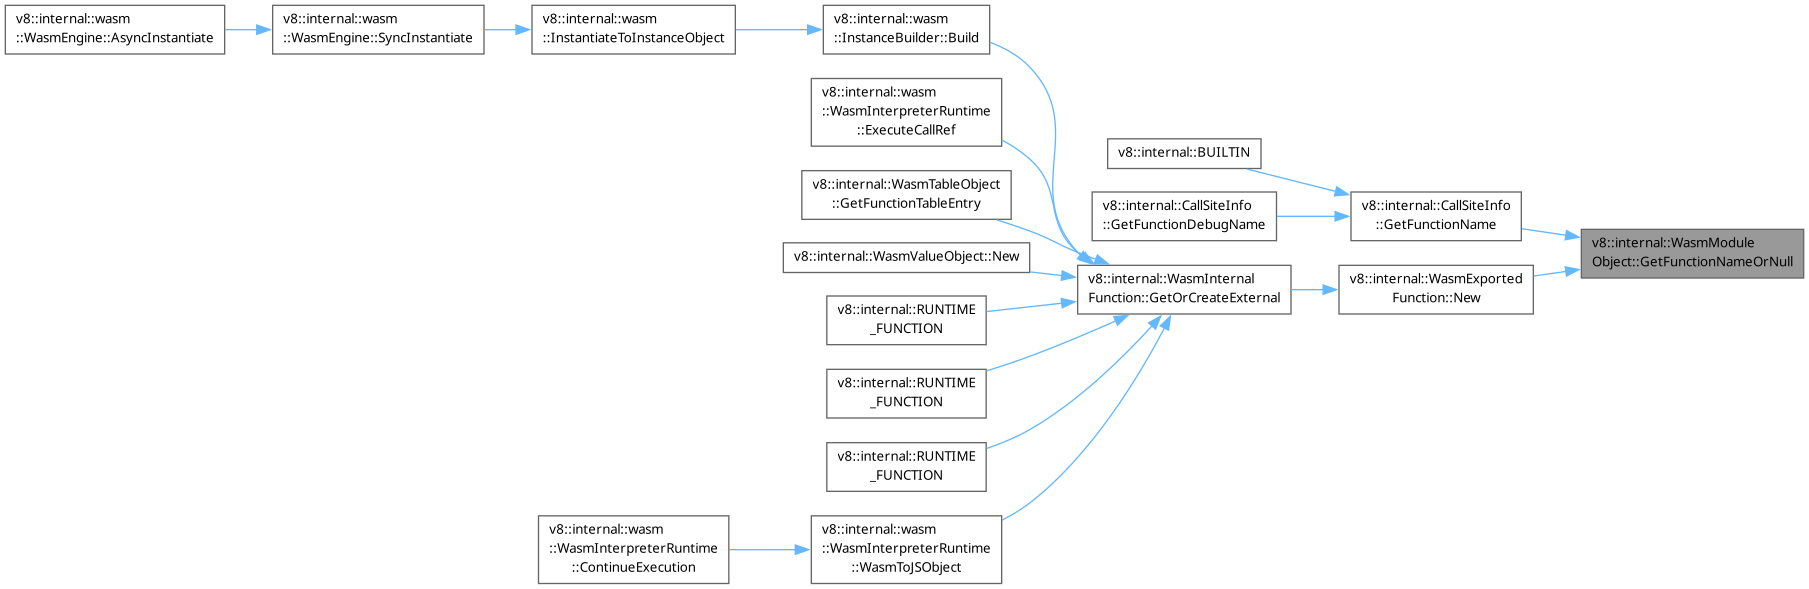 v8::internal::wasm
::WasmEngine::AsyncInstantiate
v8::internal::wasm
::WasmEngine::SyncInstantiate
v8::internal::wasm
::InstantiateToInstanceObject
v8::internal::wasm
::InstanceBuilder::Build
v8::internal::wasm
::WasmInterpreterRuntime
::ExecuteCallRef
v8::internal::WasmTableObject
::GetFunctionTableEntry
v8::internal::WasmValueObject::New
v8::internal::RUNTIME
_FUNCTION
v8::internal::RUNTIME
_FUNCTION
v8::internal::RUNTIME
_FUNCTION
v8::internal::wasm
::WasmInterpreterRuntime
::ContinueExecution
v8::internal::wasm
::WasmInterpreterRuntime
::WasmToJSObject
v8::internal::BUILTIN
v8::internal::CallSiteInfo
::GetFunctionDebugName
v8::internal::WasmInternal
Function::GetOrCreateExternal
v8::internal::CallSiteInfo
::GetFunctionName
v8::internal::WasmExported
Function::New
v8::internal::WasmModule
Object::GetFunctionNameOrNull